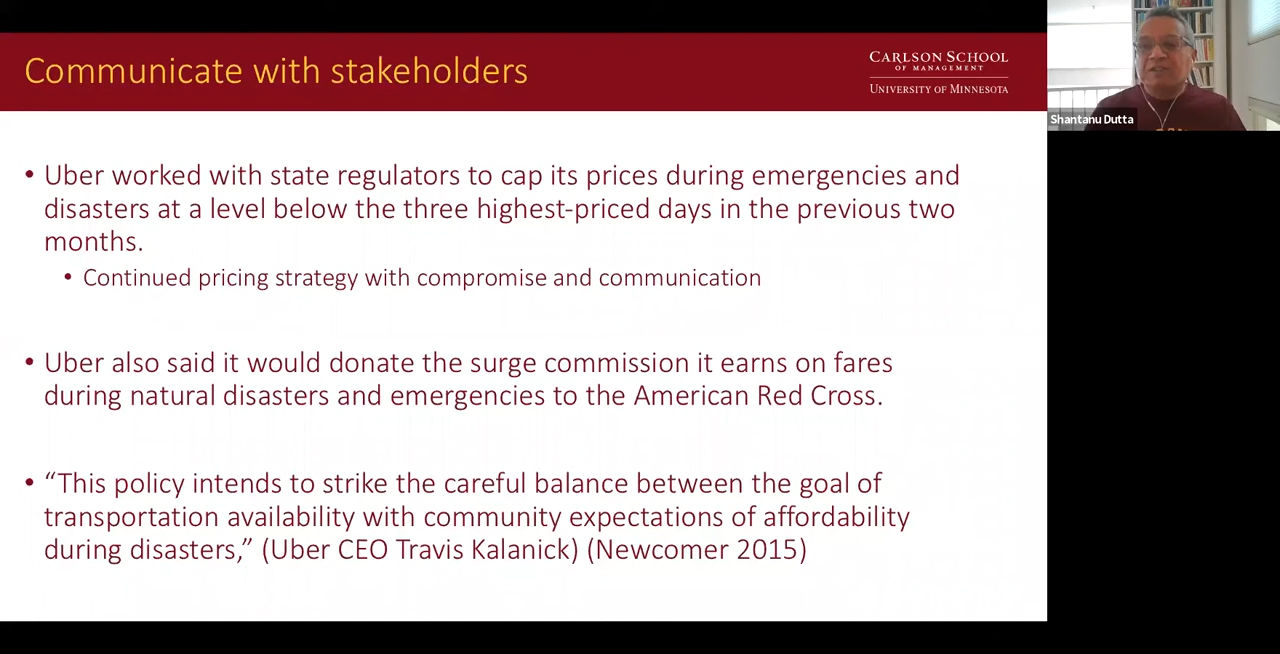 Communicate with stakeholders
CARLSON SCHOOL
OF MANAGEMENT
UNIVERSITY OF MINNESOTA
Shantanu Dutta
• Uber worked with state regulators to cap its prices during emergencies and
disasters at a level below the three highest-priced days in the previous two
months.
• Continued pricing strategy with compromise and communication
• Uber also said it would donate the surge commission it earns on fares
during natural disasters and emergencies to the American Red Cross.
• “This policy intends to strike the careful balance between the goal of
transportation availability with community expectations of affordability
during disasters,” (Uber CEO Travis Kalanick) (Newcomer 2015)